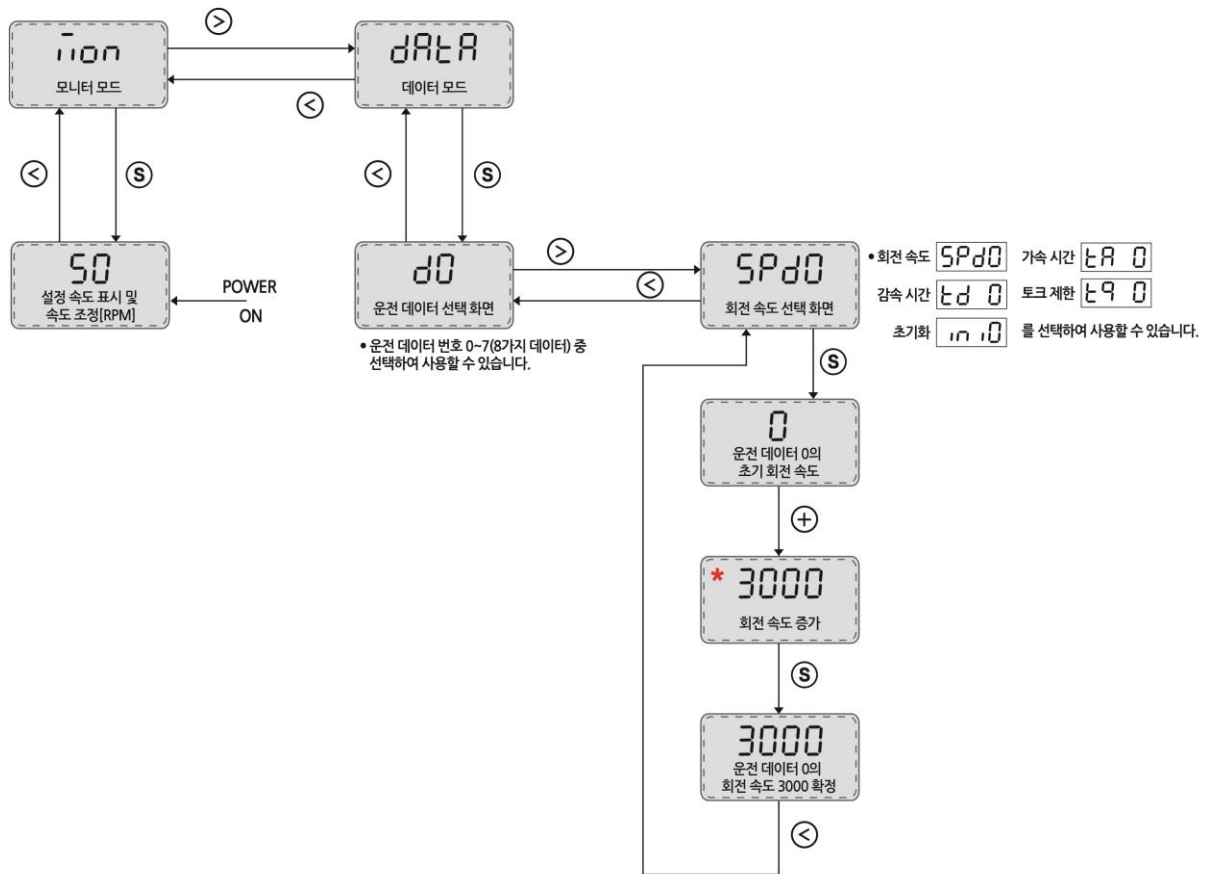 >
ñon
모니터 모드
dAtA
데이터 모드
<
<
S
<
S
50
설정 속도 표시 및
속도 조정[RPM]
POWER
ON
d0
운전 데이터 선택 화면
• 운전 데이터 번호 0~7(8가지 데이터) 중
선택하여 사용할 수 있습니다.
>
<
SPd0
회전 속도 선택 화면
• 회전 속도 SPd0 가속 시간 tA 0
감속 시간 td 0 토크 제한 tq 0
초기화 ini0 를 선택하여 사용할 수 있습니다.
S
0
운전 데이터 0의
초기 회전 속도
+
* 3000
회전 속도 증가
S
3000
운전 데이터 0의
회전 속도 3000 확정
<